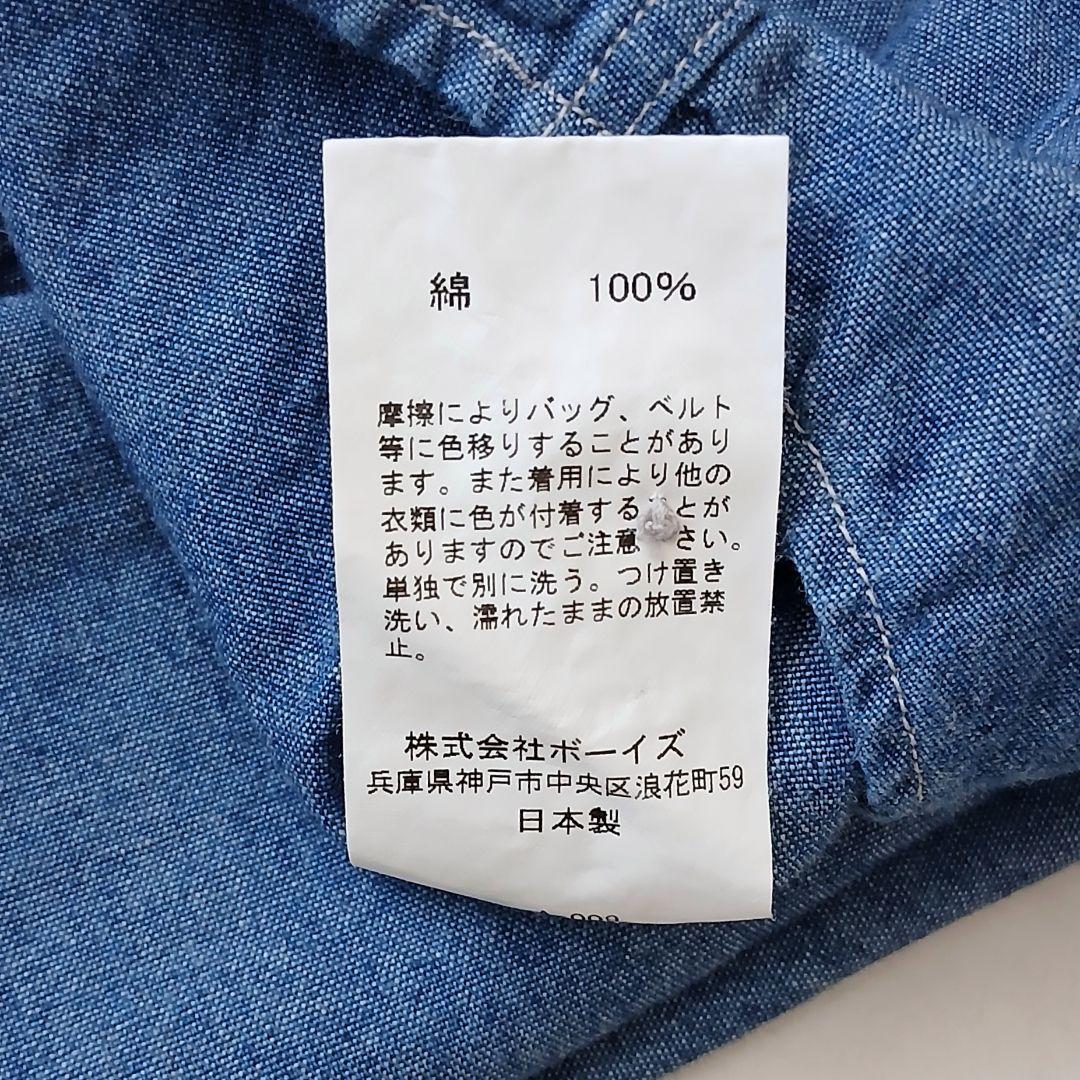 綿 100%
摩擦によりバッグ、ベルト
等に色移りすることがあり
ます。また着用により他の
衣類に色が付着する とが
ありますのでご注意 さい。
単独で別に洗う。つけ置き
洗い、濡れたままの放置禁
止。
株式会社ボーイズ
兵庫県神戸市中央区浪花町59
日本製